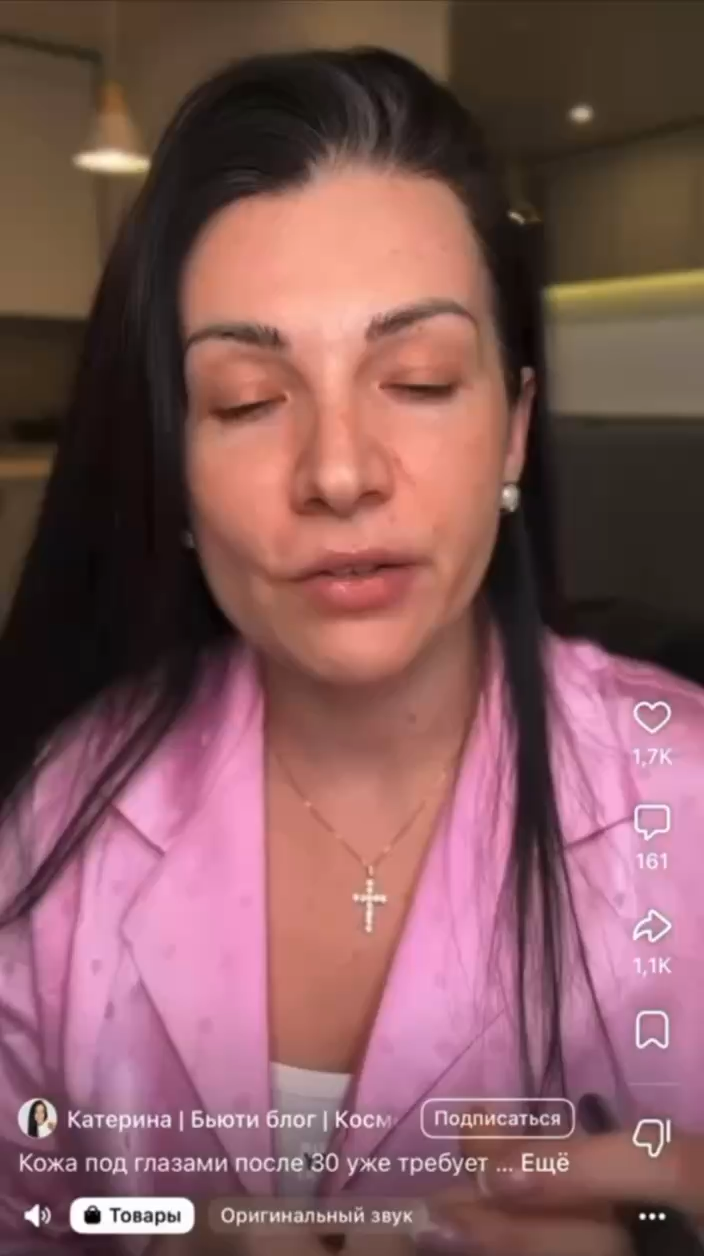 1,7K
161
1,1K
Катерина | Бьюти блог | Косм
Подписаться
Кожа под глазами после 30 уже требует ... Ещё
Товары
Оригинальный звук